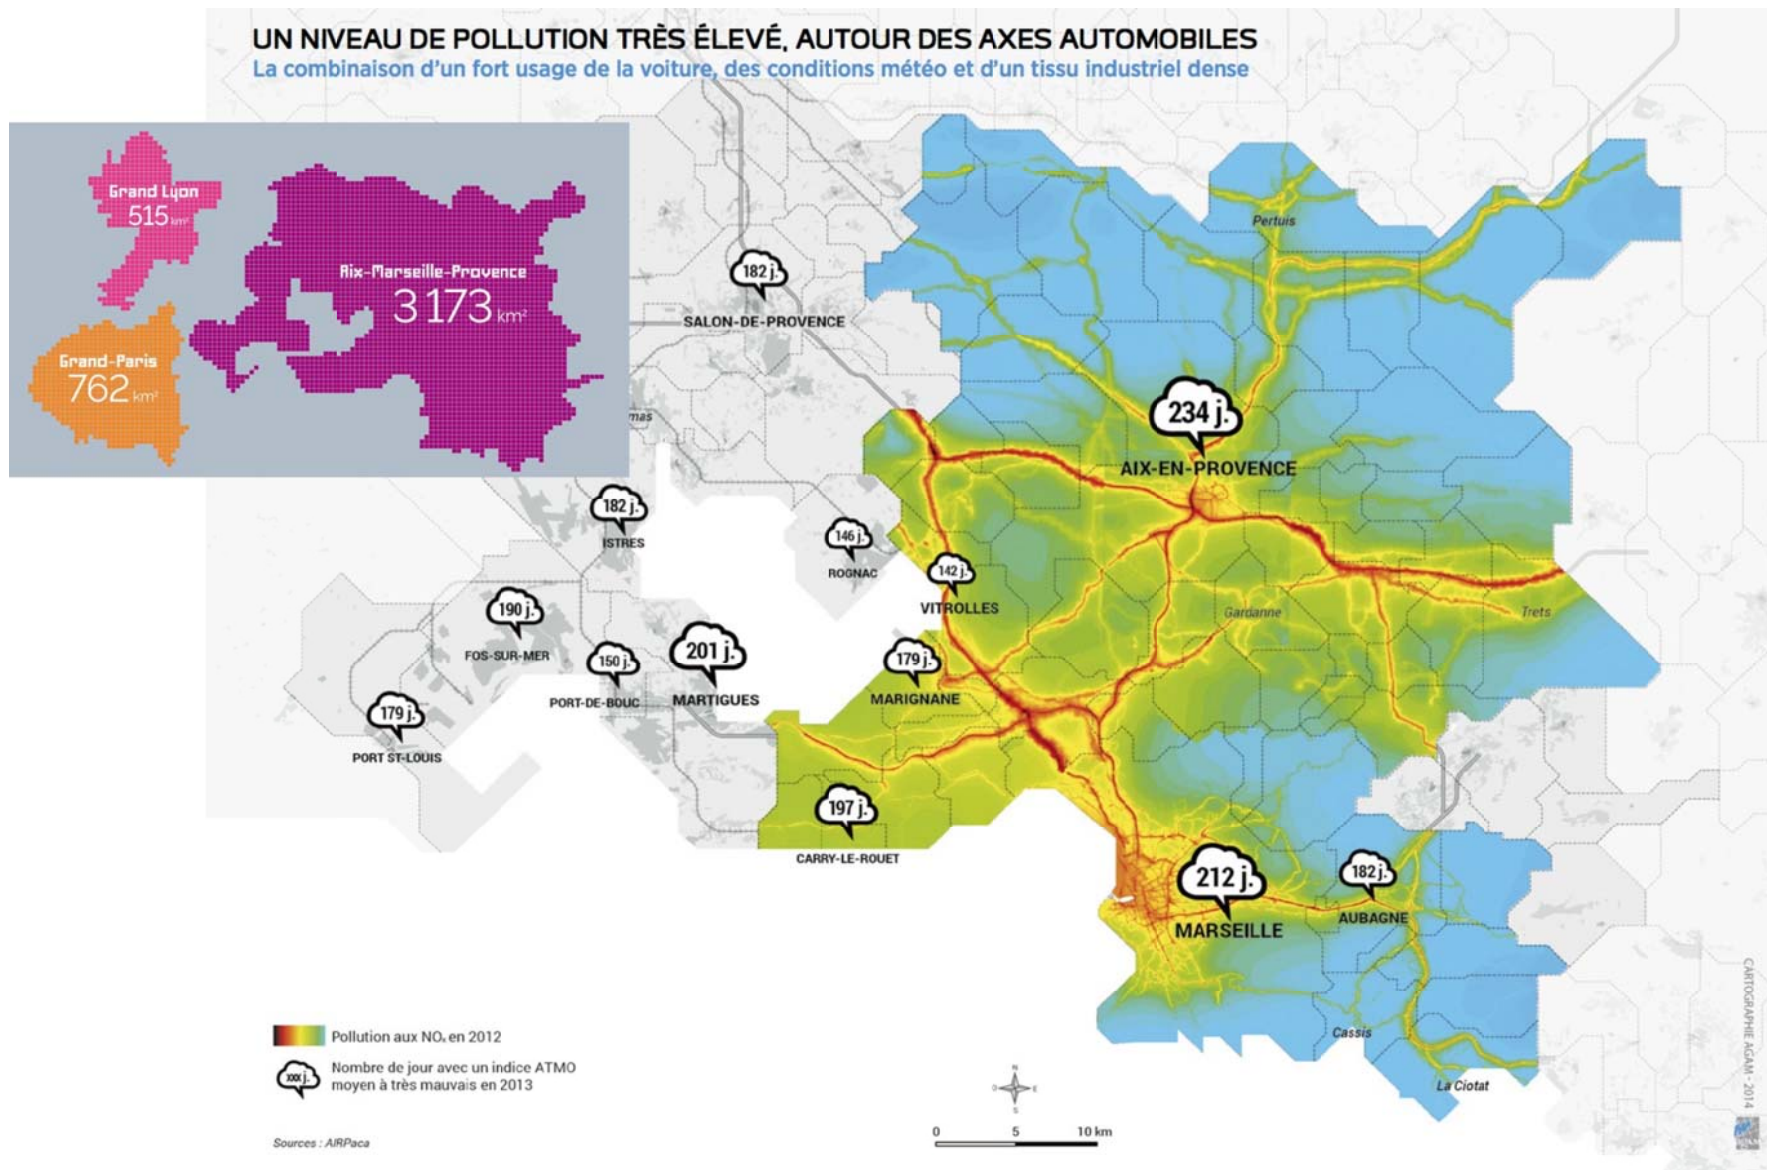 UN NIVEAU DE POLLUTION TRÈS ÉLEVÉ, AUTOUR DES AXES AUTOMOBILES
La combinaison d'un fort usage de la voiture, des conditions météo et d'un tissu industriel dense
Grand Lyon
515 km²
Aix-Marseille-Provence
3 173 km²
Grand-Paris
762 km²
Pertuis
182 j.
SALON-DE-PROVENCE
234 j.
AIX-EN-PROVENCE
182 j.
ISTRES
146 j.
ROGNAC
142 j.
VITROLLES
190 j.
FOS-SUR-MER
Gardanne
Trets
150 j.
PORT-DE-BOUC
201 j.
MARTIGUES
179 j.
MARIGNANE
179 j.
PORT ST-LOUIS
197 j.
CARRY-LE-ROUET
212 j.
MARSEILLE
182 j.
AUBAGNE
Cassis
La Ciotat
Pollution aux NOx en 2012
xxx j.
Nombre de jour avec un indice ATMO
moyen à très mauvais en 2013
Sources : AIRPaca
N
O
E
S
0 5 10 km
CARTOGRAPHIE AGAM - 2014